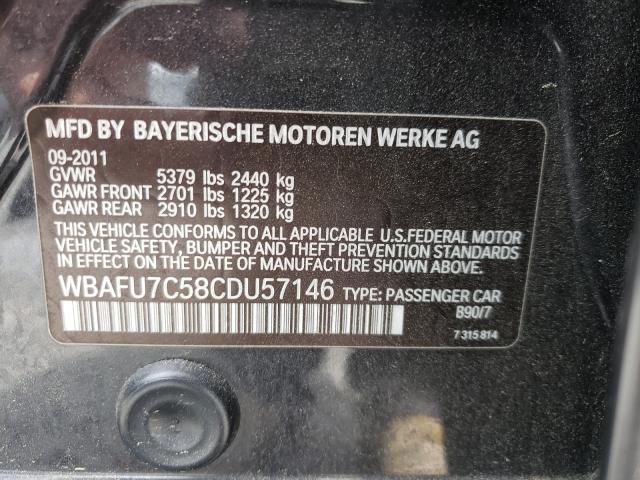 MFD BY BAYERISCHE MOTOREN WERKE AG
09-2011
GVWR 5379 lbs 2440 kg
GAWR FRONT 2701 lbs 1225 kg
GAWR REAR 2910 lbs 1320 kg
THIS VEHICLE CONFORMS TO ALL APPLICABLE U.S.FEDERAL MOTOR
VEHICLE SAFETY, BUMPER AND THEFT PREVENTION STANDARDS
IN EFFECT ON THE DATE OF MANUFACTURE SHOWN ABOVE.
WBAFU7C58CDU57146 TYPE: PASSENGER CAR
B90/7
7 315 814